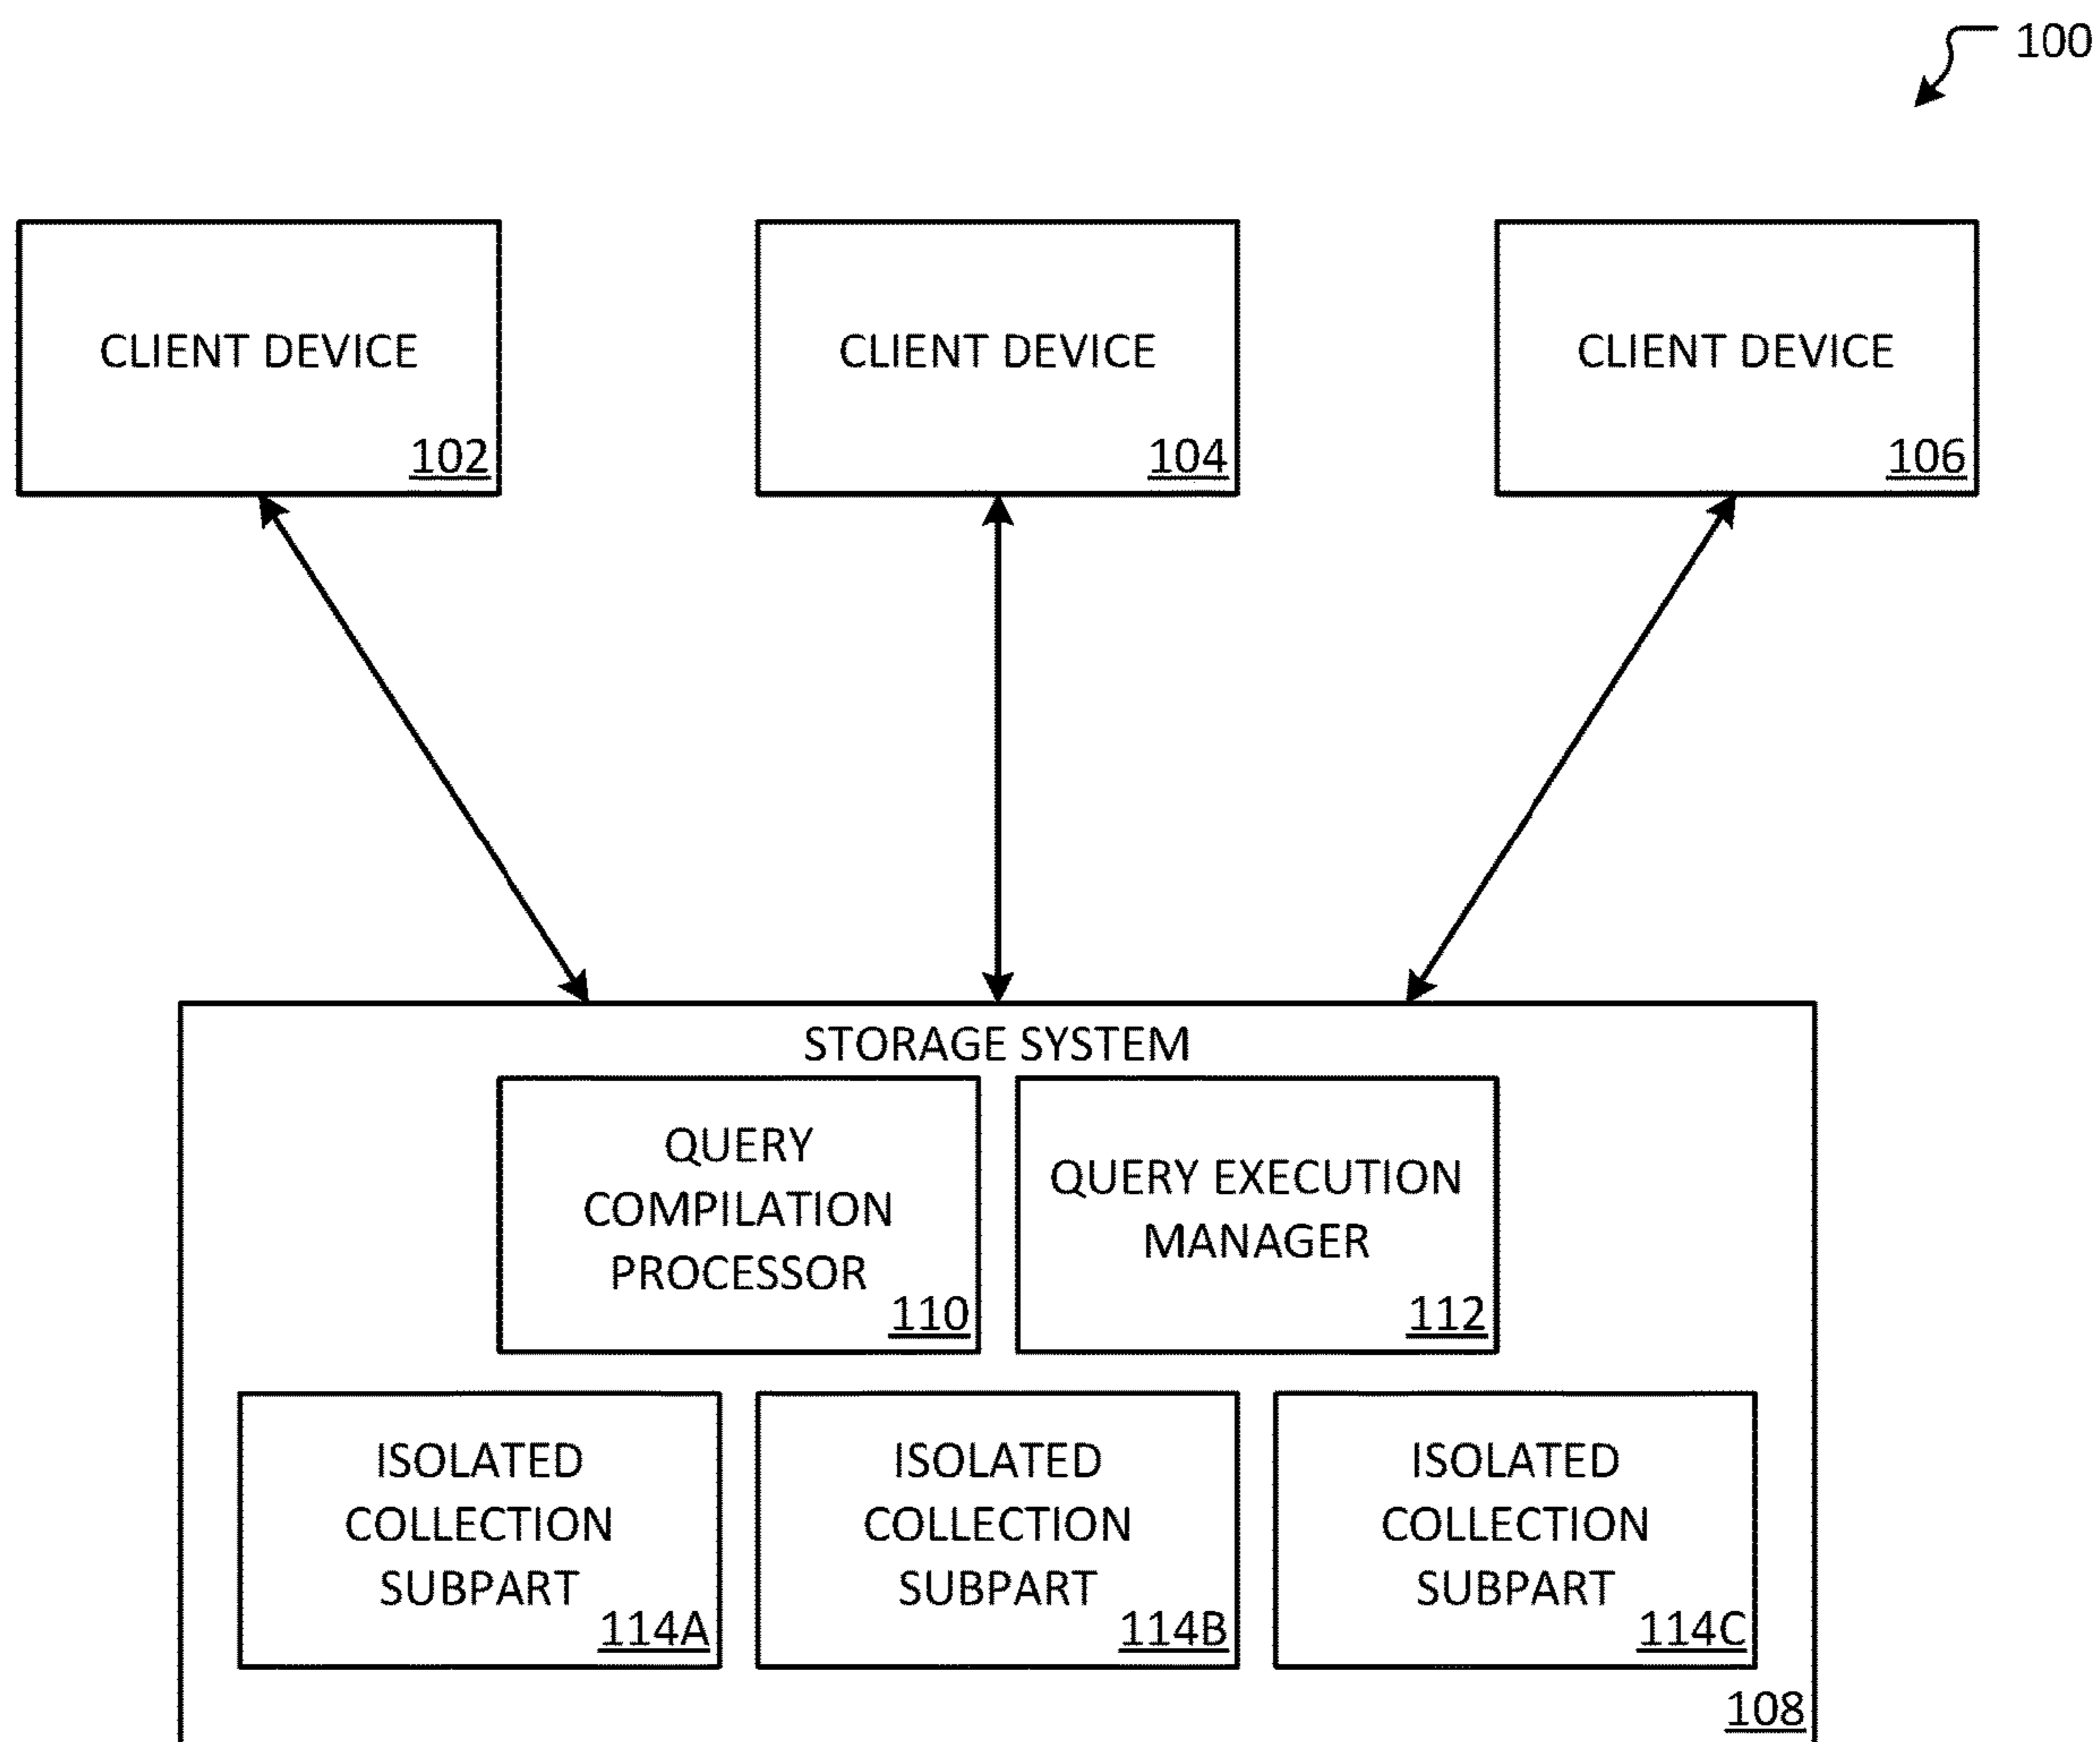 100
CLIENT DEVICE
102
CLIENT DEVICE
104
CLIENT DEVICE
106
STORAGE SYSTEM
QUERY
COMPILATION
PROCESSOR
110
QUERY EXECUTION
MANAGER
112
ISOLATED
COLLECTION
SUBPART
114A
ISOLATED
COLLECTION
SUBPART
114B
ISOLATED
COLLECTION
SUBPART
114C
108